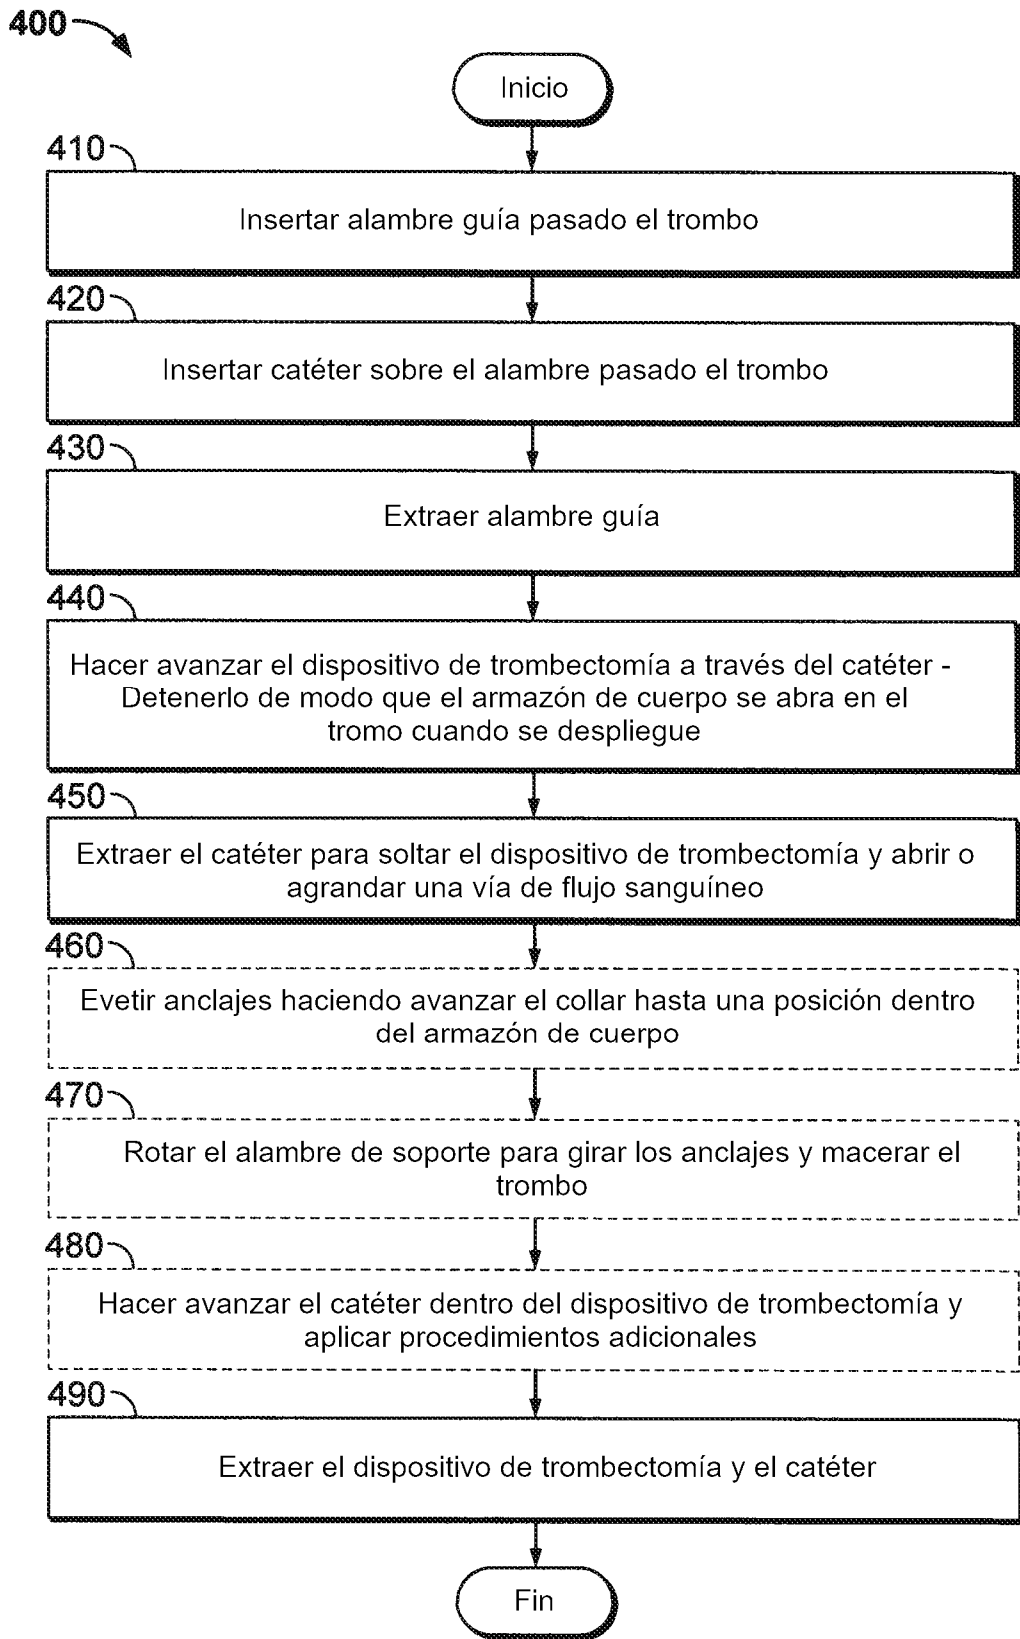 400
Inicio
410
Insertar alambre guía pasado el trombo
420
Insertar catéter sobre el alambre pasado el trombo
430
Extraer alambre guía
440
Hacer avanzar el dispositivo de trombectomía a través del catéter -
Detenerlo de modo que el armazón de cuerpo se abra en el
tromo cuando se despliegue
450
Extraer el catéter para soltar el dispositivo de trombectomía y abrir o
agrandar una vía de flujo sanguíneo
460
Evetir anclajes haciendo avanzar el collar hasta una posición dentro
del armazón de cuerpo
470
Rotar el alambre de soporte para girar los anclajes y macerar el
trombo
480
Hacer avanzar el catéter dentro del dispositivo de trombectomía y
aplicar procedimientos adicionales
490
Extraer el dispositivo de trombectomía y el catéter
Fin